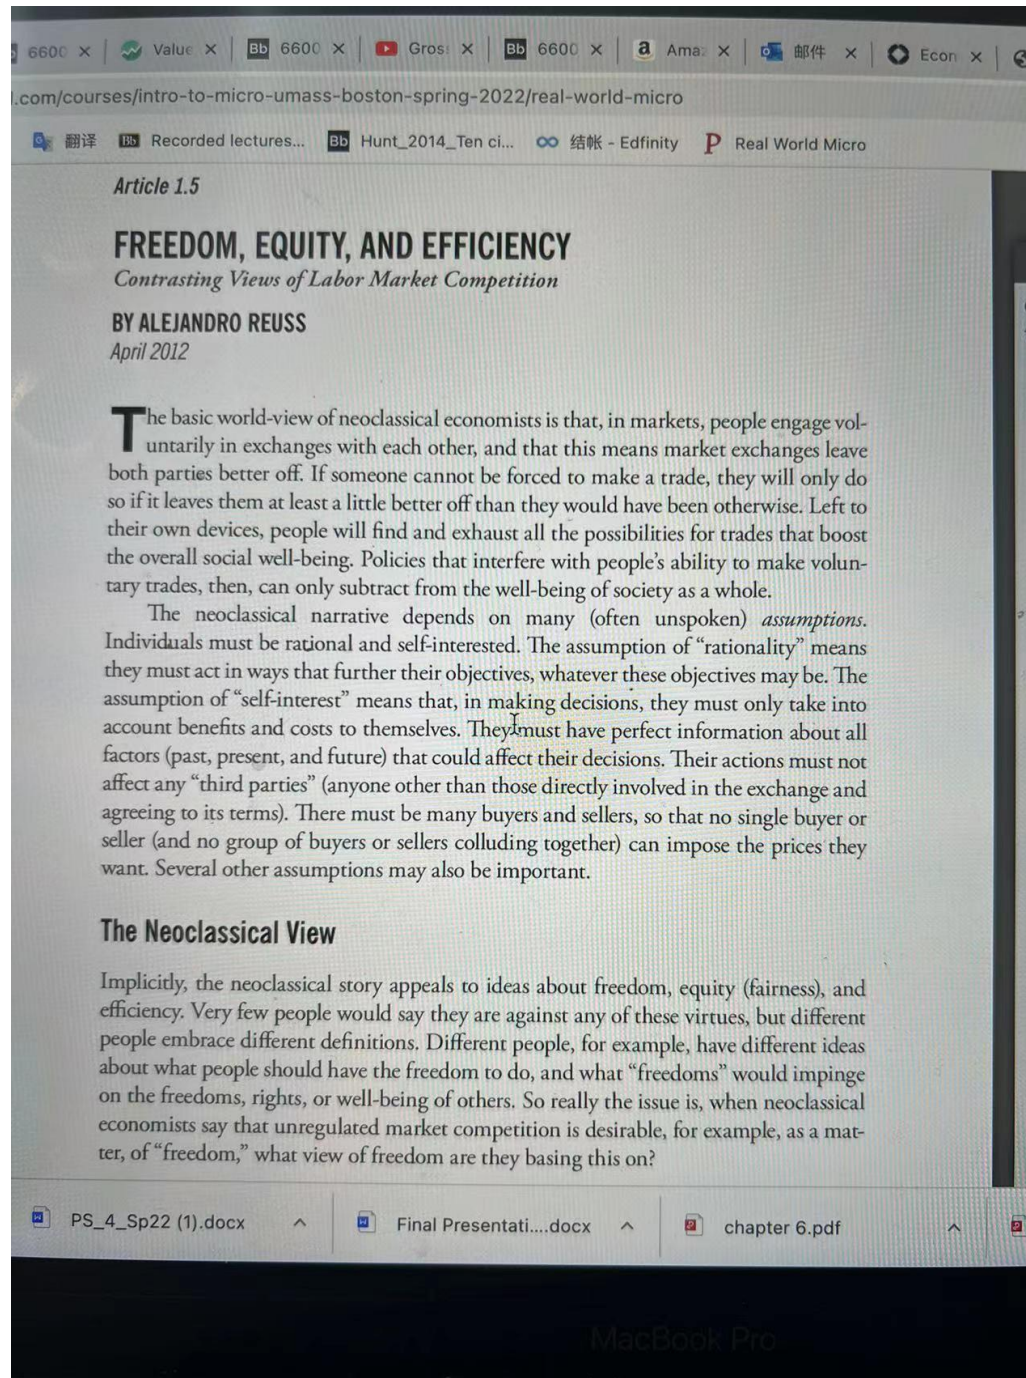 6600 × Value × Bb 6600 × Gros × Bb 6600 × a Ama × 邮件 × Econ ×
l.com/courses/intro-to-micro-umass-boston-spring-2022/real-world-micro
翻译 Bb Recorded lectures... Bb Hunt_2014_Ten ci... 结帐 - Edfinity P Real World Micro
Article 1.5
FREEDOM, EQUITY, AND EFFICIENCY
Contrasting Views of Labor Market Competition
BY ALEJANDRO REUSS
April 2012
The basic world-view of neoclassical economists is that, in markets, people engage vol-
untarily in exchanges with each other, and that this means market exchanges leave
both parties better off. If someone cannot be forced to make a trade, they will only do
so if it leaves them at least a little better off than they would have been otherwise. Left to
their own devices, people will find and exhaust all the possibilities for trades that boost
the overall social well-being. Policies that interfere with people's ability to make volun-
tary trades, then, can only subtract from the well-being of society as a whole.
The neoclassical narrative depends on many (often unspoken) assumptions.
Individuals must be rational and self-interested. The assumption of "rationality" means
they must act in ways that further their objectives, whatever these objectives may be. The
assumption of "self-interest" means that, in making decisions, they must only take into
account benefits and costs to themselves. They must have perfect information about all
factors (past, present, and future) that could affect their decisions. Their actions must not
affect any "third parties" (anyone other than those directly involved in the exchange and
agreeing to its terms). There must be many buyers and sellers, so that no single buyer or
seller (and no group of buyers or sellers colluding together) can impose the prices they
want. Several other assumptions may also be important.
The Neoclassical View
Implicitly, the neoclassical story appeals to ideas about freedom, equity (fairness), and
efficiency. Very few people would say they are against any of these virtues, but different
people embrace different definitions. Different people, for example, have different ideas
about what people should have the freedom to do, and what "freedoms" would impinge
on the freedoms, rights, or well-being of others. So really the issue is, when neoclassical
economists say that unregulated market competition is desirable, for example, as a mat-
ter, of "freedom," what view of freedom are they basing this on?
PS_4_Sp22 (1).docx Final Presentati....docx chapter 6.pdf
MacBook Pro